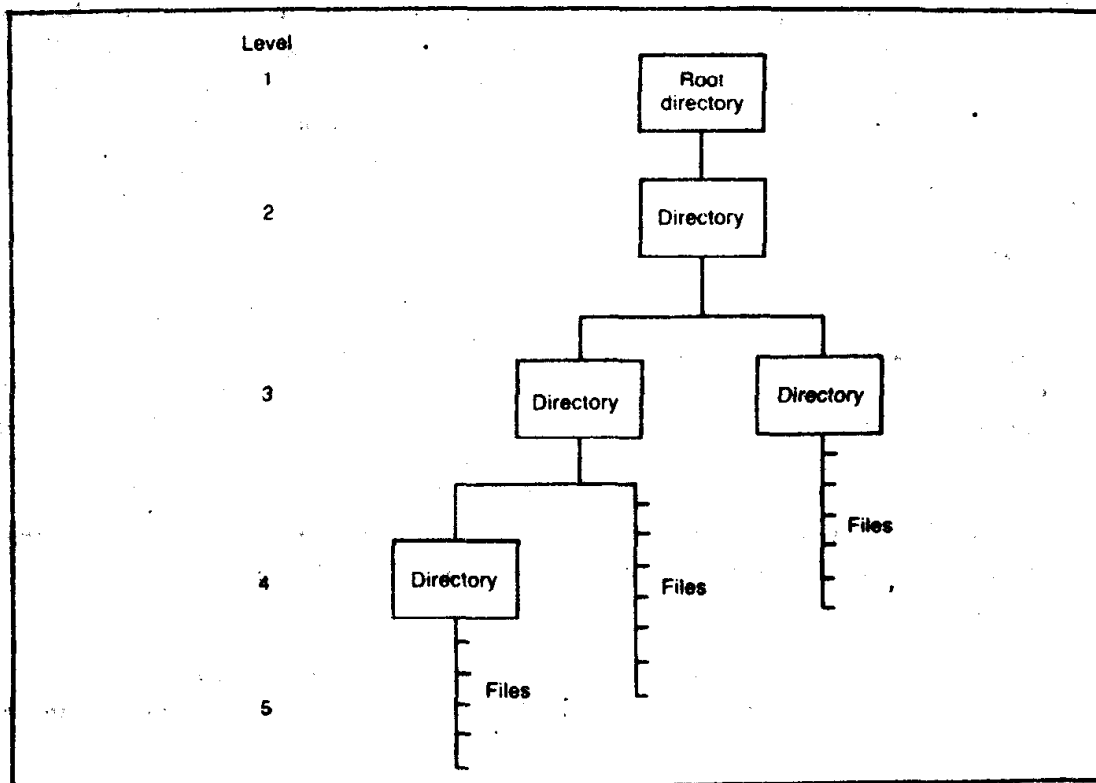 Level
1
Root
directory
2
Directory
3
Directory
Directory
Files
4
Directory
Files
Files
5